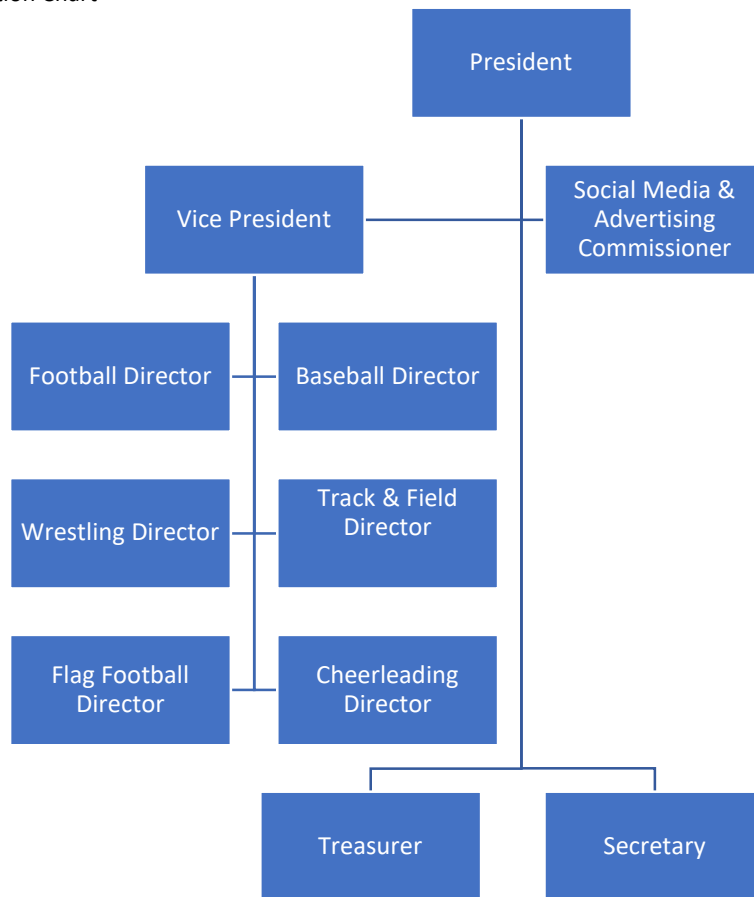 President
Vice President
Social Media &
Advertising
Commissioner
Football Director
Baseball Director
Wrestling Director
Track & Field
Director
Flag Football
Director
Cheerleading
Director
Treasurer
Secretary